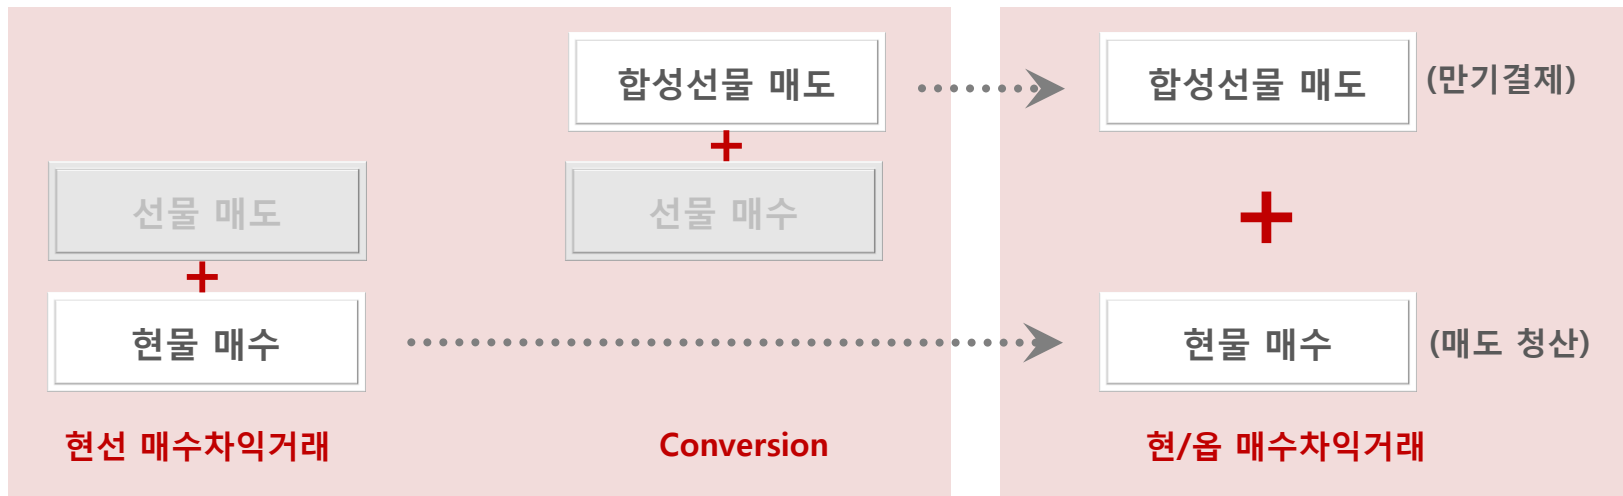 합성선물 매도
+
선물 매도
선물 매수
+
현물 매수
현선 매수차익거래
Conversion
합성선물 매도
(만기결제)
+
현물 매수
(매도 청산)
현/옵 매수차익거래